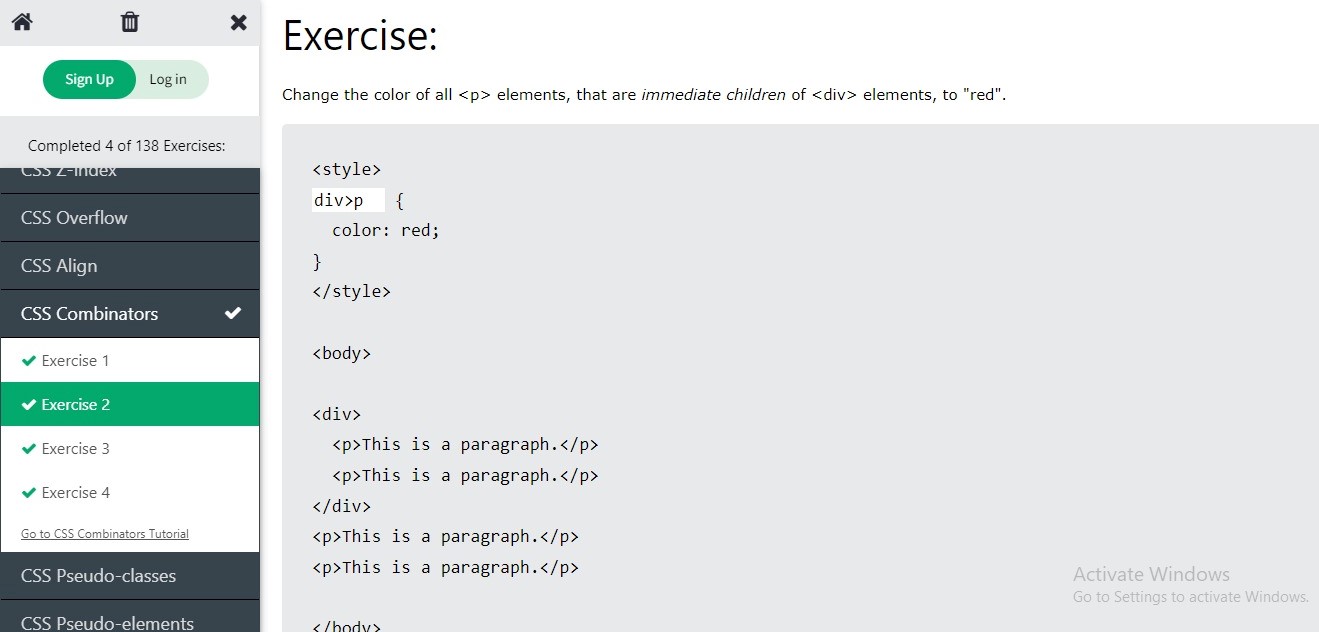 Sign Up Log in
Completed 4 of 138 Exercises:
CSS Z-index
CSS Overflow
CSS Align
CSS Combinators
Exercise 1
Exercise 2
Exercise 3
Exercise 4
Go to CSS Combinators Tutorial
CSS Pseudo-classes
CSS Pseudo-elements
Exercise:
Change the color of all <p> elements, that are immediate children of <div> elements, to "red".
<style>
div>p {
  color: red;
}
</style>
<body>
<div>
  <p>This is a paragraph.</p>
  <p>This is a paragraph.</p>
</div>
<p>This is a paragraph.</p>
<p>This is a paragraph.</p>
</body>
Activate Windows
Go to Settings to activate Windows.